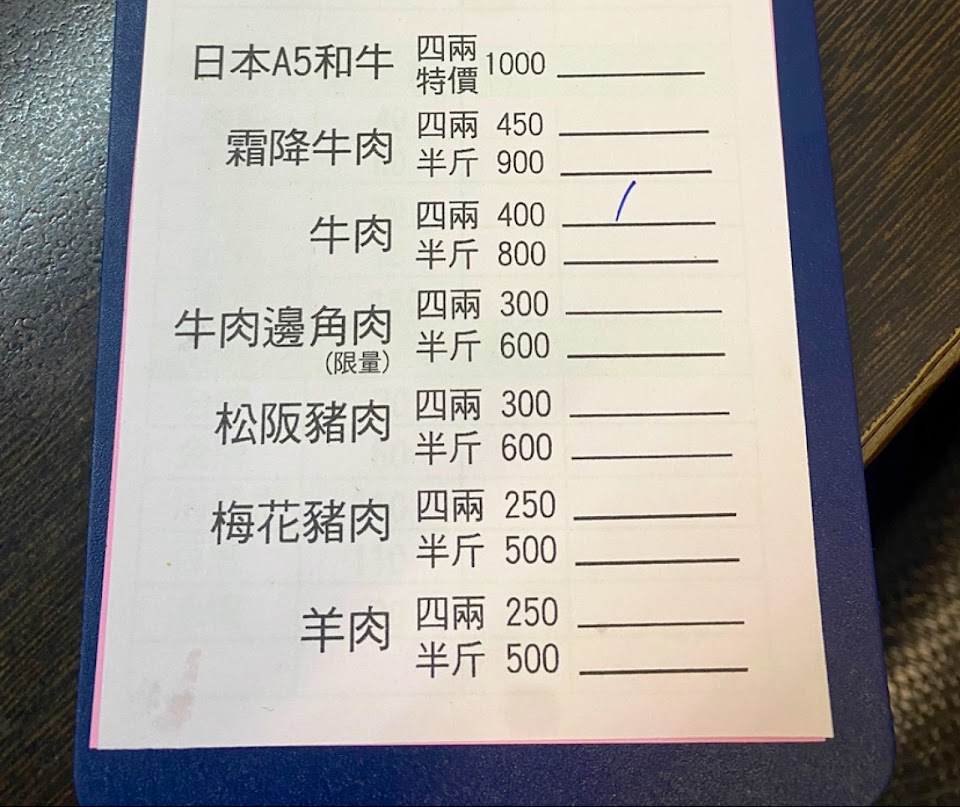 日本A5和牛 四兩特價 1000
霜降牛肉 四兩 450
半斤 900
牛肉 四兩 400 /
半斤 800
牛肉邊角肉 四兩 300
(限量) 半斤 600
松阪豬肉 四兩 300
半斤 600
梅花豬肉 四兩 250
半斤 500
羊肉 四兩 250
半斤 500